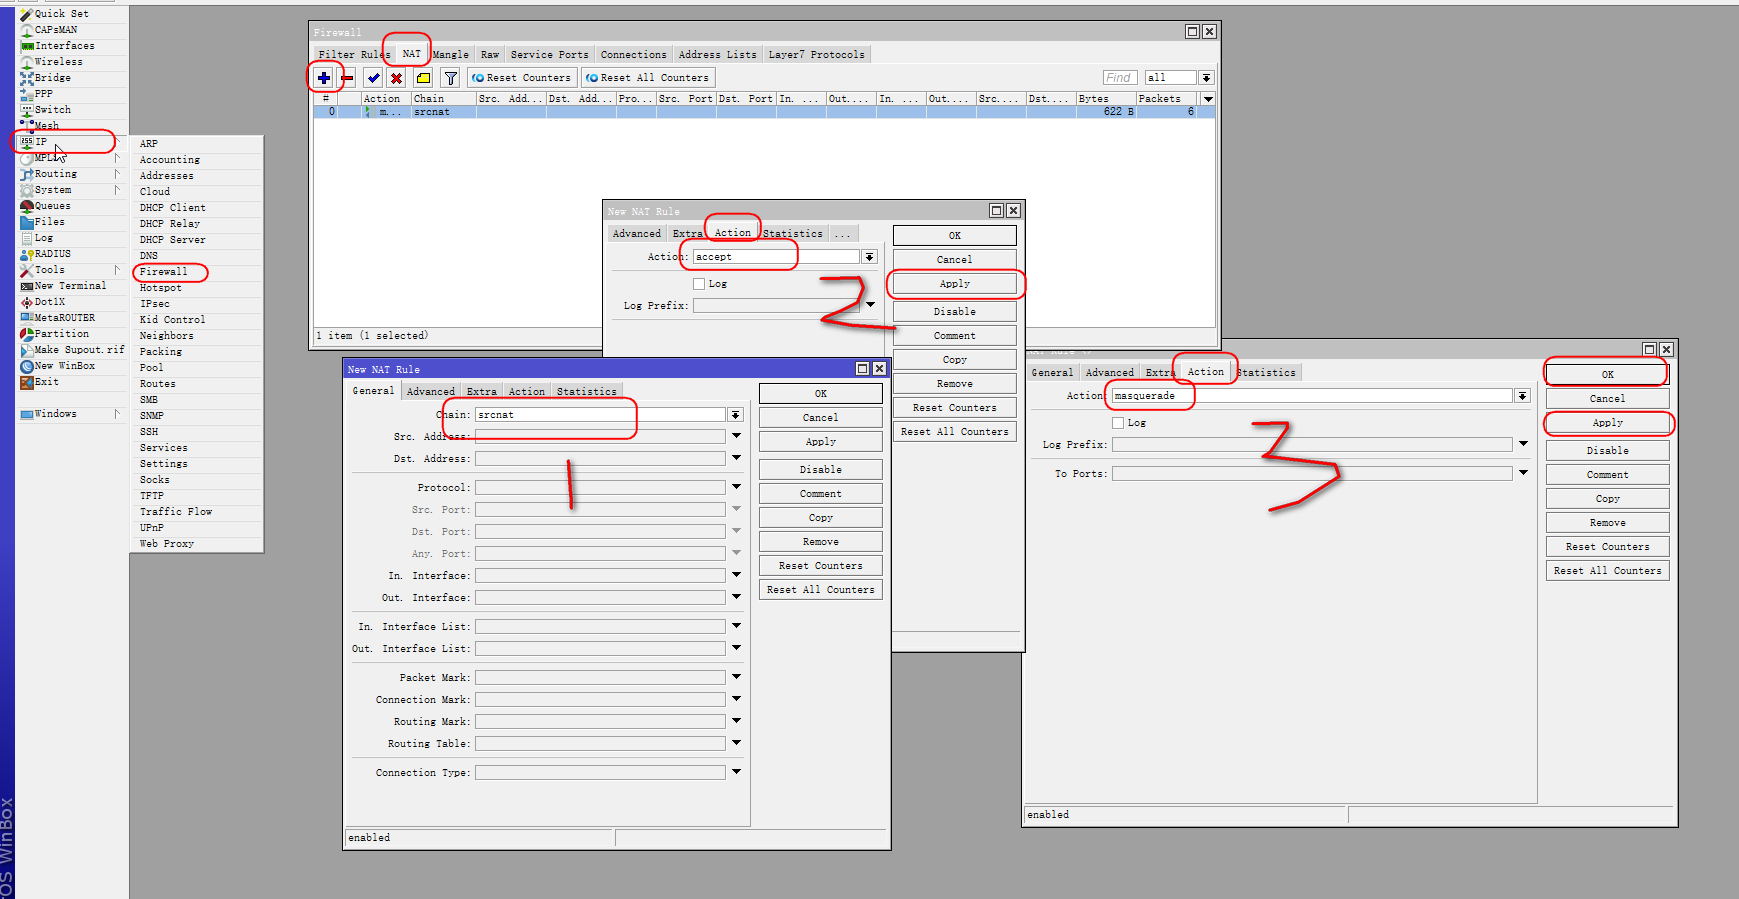 Quick Set
CAPsMAN
Interfaces
Wireless
Bridge
PPP
Switch
Mesh
IP
MPL
Routing
System
Queues
Files
Log
RADIUS
Tools
New Terminal
Dot1X
MetaROUTER
Partition
Make Supout.rif
New WinBox
Exit
Windows
OS WinBox
ARP
Accounting
Addresses
Cloud
DHCP Client
DHCP Relay
DHCP Server
DNS
Firewall
Hotspot
IPsec
Kid Control
Neighbors
Packing
Pool
Routes
SMB
SNMP
SSH
Services
Settings
Socks
TFTP
Traffic Flow
UPnP
Web Proxy
Firewall
Filter Rules NAT Mangle Raw Service Ports Connections Address Lists Layer7 Protocols
Reset Counters Reset All Counters Find all
# Action Chain Src. Add... Dst. Add... Pro... Src. Port Dst. Port In. ... Out.... In. ... Out.... Src.... Dst.... Bytes Packets
0 m... srcnat 622 B 6
1 item (1 selected)
New NAT Rule
Advanced Extra Action Statistics ...
Action: accept
Log
Log Prefix:
2
OK
Cancel
Apply
Disable
Comment
Copy
Remove
Reset Counters
Reset All Counters
New NAT Rule
General Advanced Extra Action Statistics
Chain: srcnat
Src. Address:
Dst. Address:
1
Protocol:
Src. Port:
Dst. Port:
Any. Port:
In. Interface:
Out. Interface:
In. Interface List:
Out. Interface List:
Packet Mark:
Connection Mark:
Routing Mark:
Routing Table:
Connection Type:
OK
Cancel
Apply
Disable
Comment
Copy
Remove
Reset Counters
Reset All Counters
enabled
General Advanced Extra Action Statistics
Action: masquerade
Log
Log Prefix:
To Ports:
3
OK
Cancel
Apply
Disable
Comment
Copy
Remove
Reset Counters
Reset All Counters
enabled